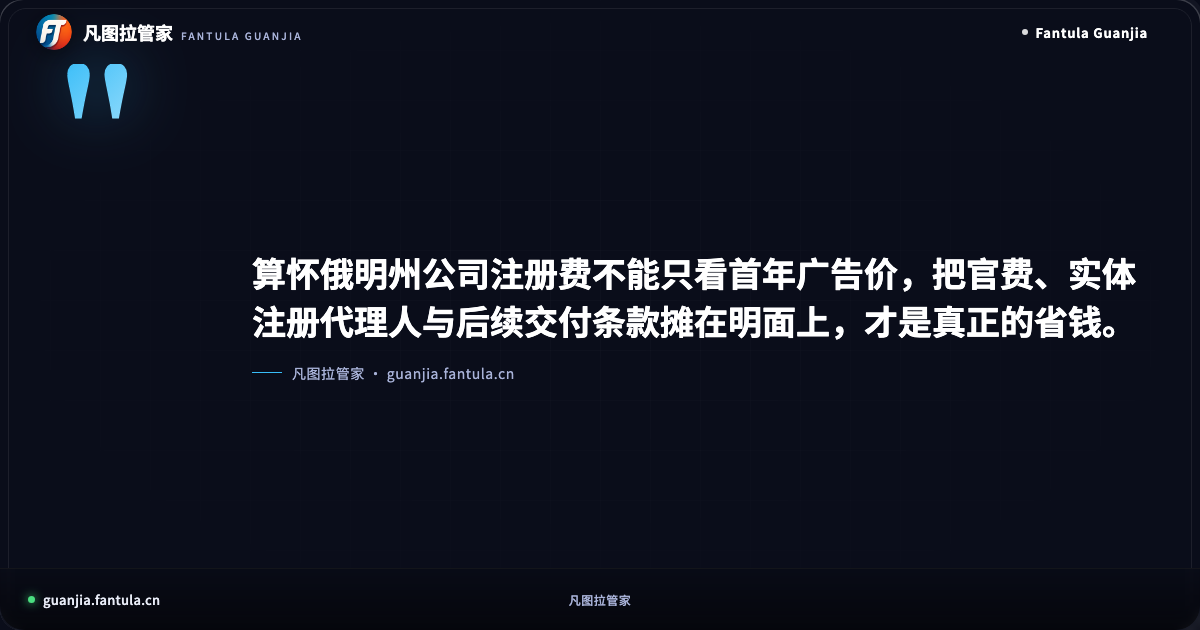 FT 凡图拉管家 FANTULA GUANJIA
• Fantula Guanjia
"
算怀俄明州公司注册费不能只看首年广告价，把官费、实体
注册代理人与后续交付条款摊在明面上，才是真正的省钱。
凡图拉管家 • guanjia.fantula.cn
guanjia.fantula.cn
凡图拉管家